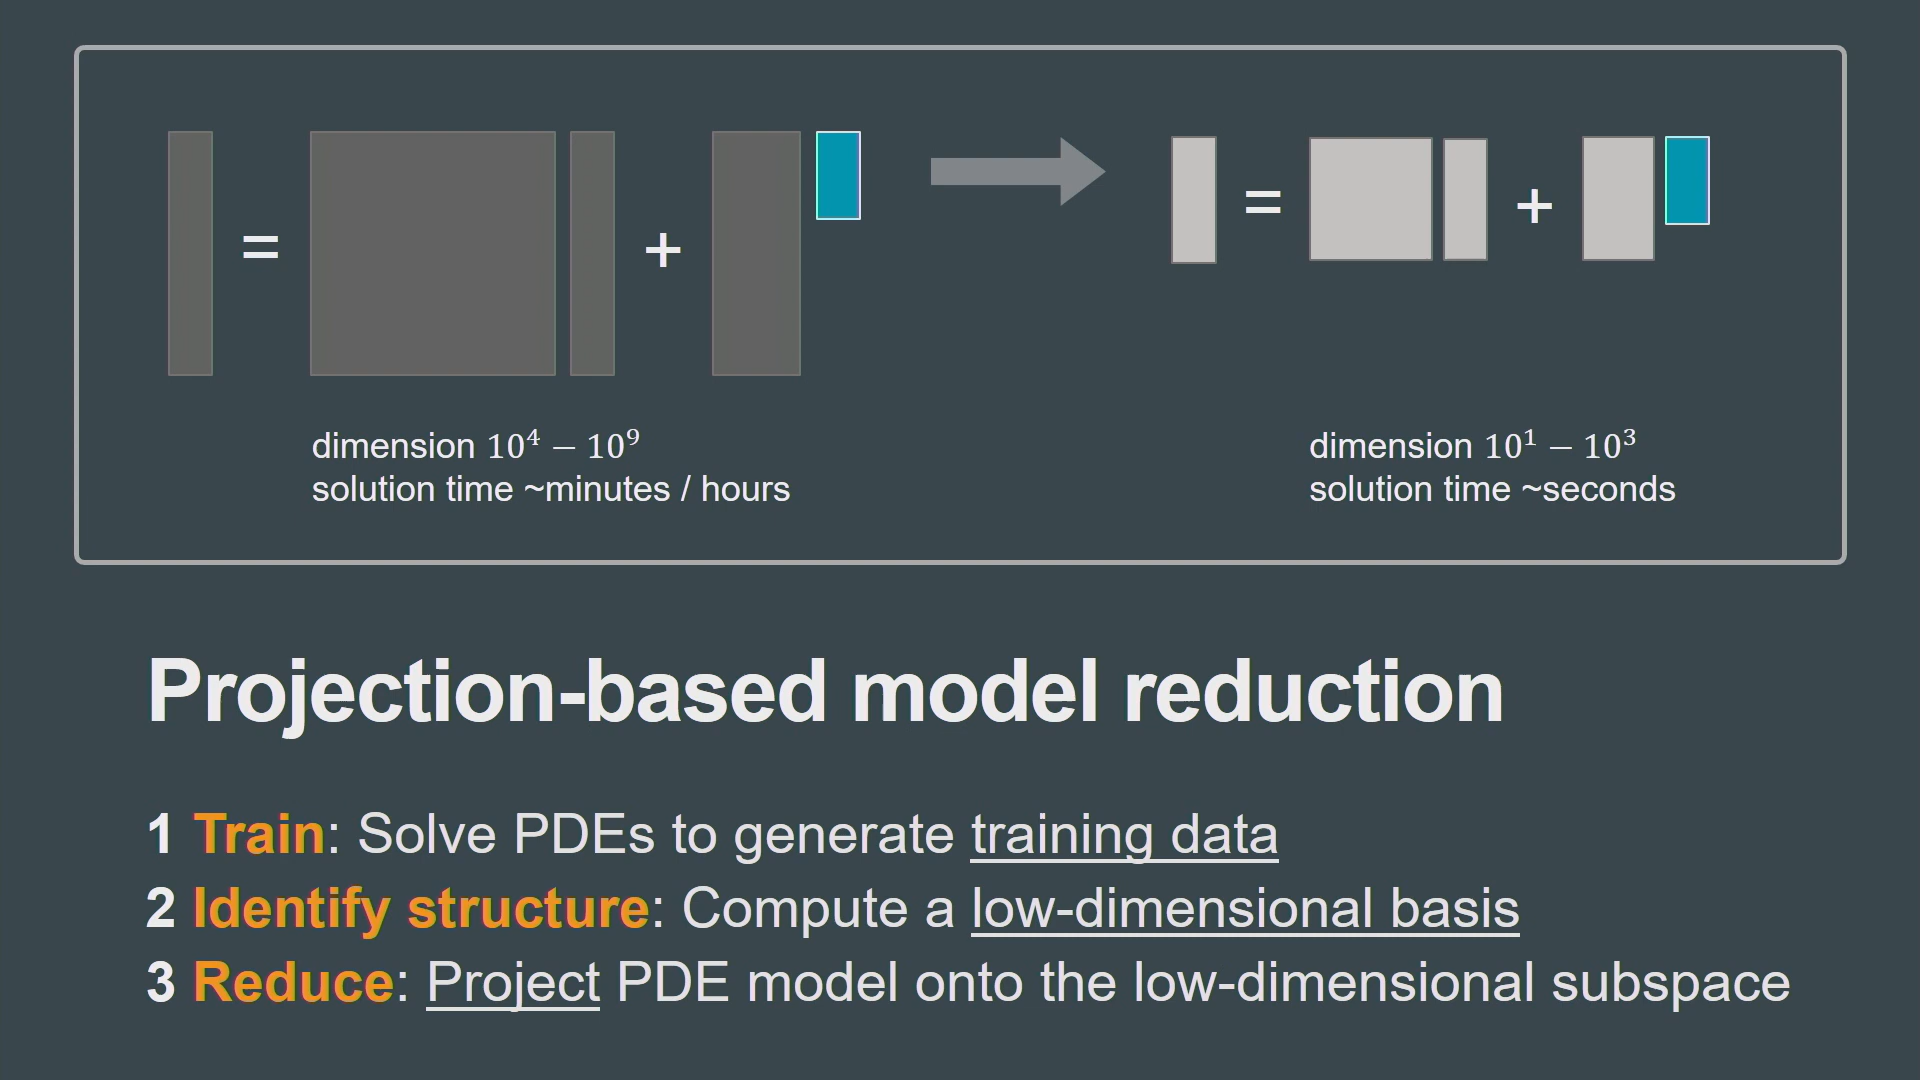 = +
= +
dimension 10⁴ – 10⁹
solution time ~minutes / hours
dimension 10¹ – 10³
solution time ~seconds
Projection-based model reduction
1 Train: Solve PDEs to generate training data
2 Identify structure: Compute a low-dimensional basis
3 Reduce: Project PDE model onto the low-dimensional subspace